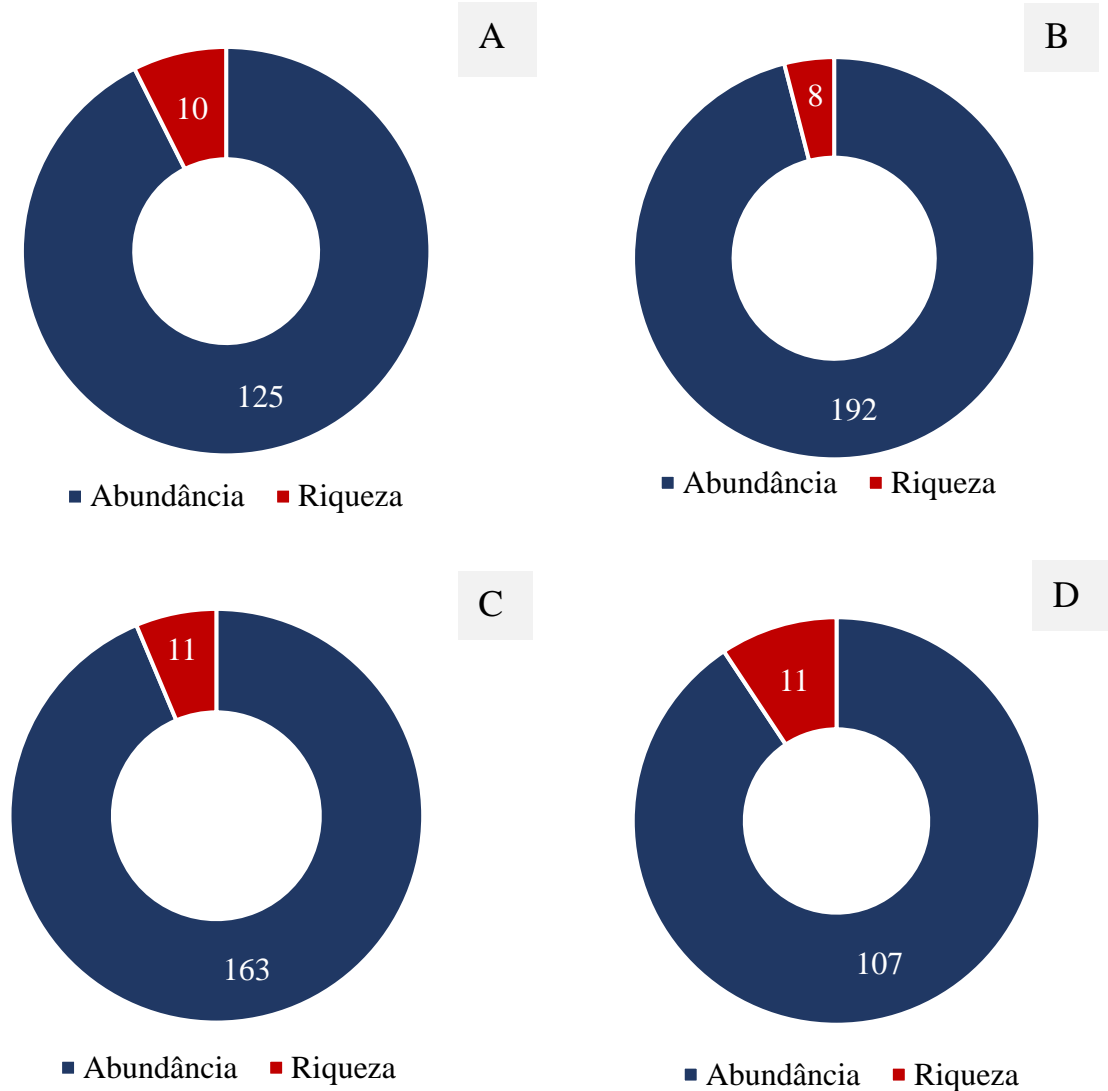 A
10
125
■ Abundância ■ Riqueza
B
8
192
■ Abundância ■ Riqueza
C
11
163
■ Abundância ■ Riqueza
D
11
107
■ Abundância ■ Riqueza